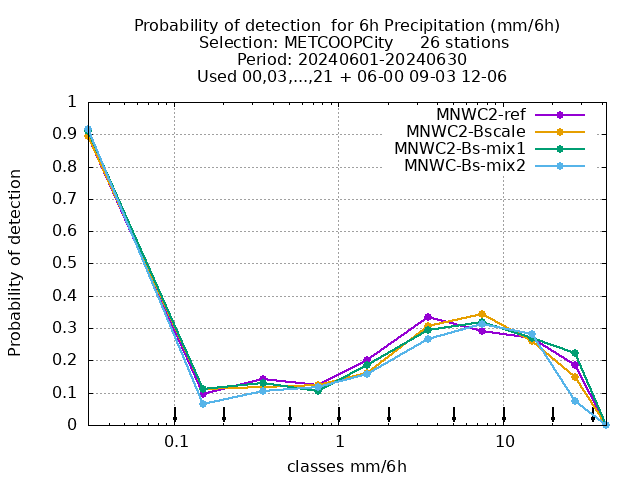 Probability of detection  for 6h Precipitation (mm/6h)
Selection: METCOOPCity     26 stations
Period: 20240601-20240630
Used 00,03,...,21 + 06-00 09-03 12-06
MNWC2-ref
MNWC2-Bscale
MNWC2-Bs-mix1
MNWC-Bs-mix2
1
0.9
0.8
0.7
0.6
0.5
0.4
0.3
0.2
0.1
0
Probability of detection
0.1 1 10
classes mm/6h